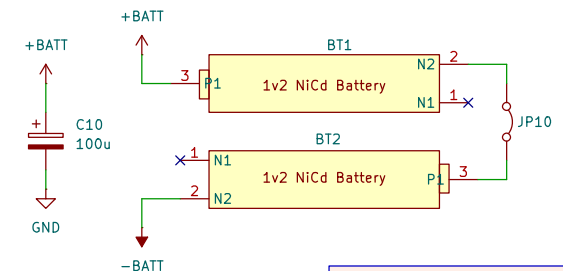 +BATT
+BATT
BT1
N2 2
3 P1
1v2 NiCd Battery
N1 1
+ C10
100u
JP10
BT2
1 N1
1v2 NiCd Battery
P1 3
2 N2
GND
-BATT